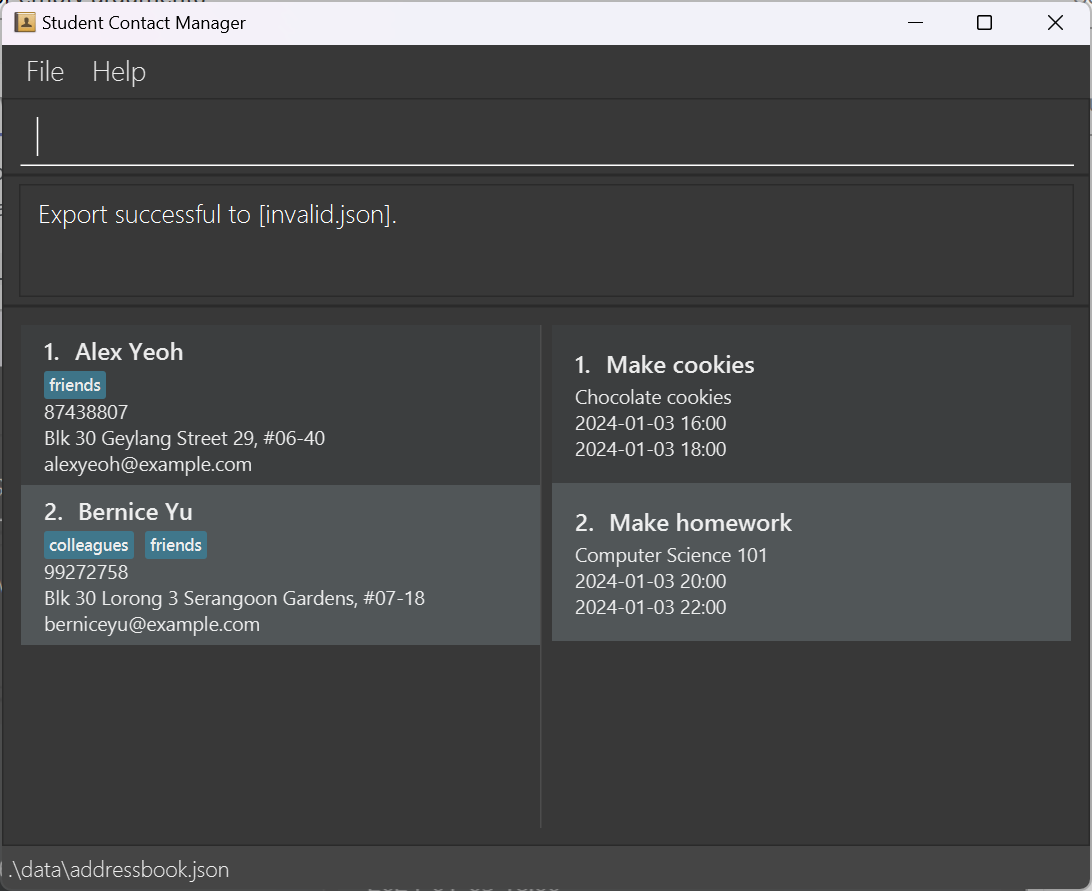 Student Contact Manager
File Help
Export successful to [invalid.json].
1. Alex Yeoh
friends
87438807
Blk 30 Geylang Street 29, #06-40
alexyeoh@example.com
2. Bernice Yu
colleagues friends
99272758
Blk 30 Lorong 3 Serangoon Gardens, #07-18
berniceyu@example.com
1. Make cookies
Chocolate cookies
2024-01-03 16:00
2024-01-03 18:00
2. Make homework
Computer Science 101
2024-01-03 20:00
2024-01-03 22:00
.\data\addressbook.json